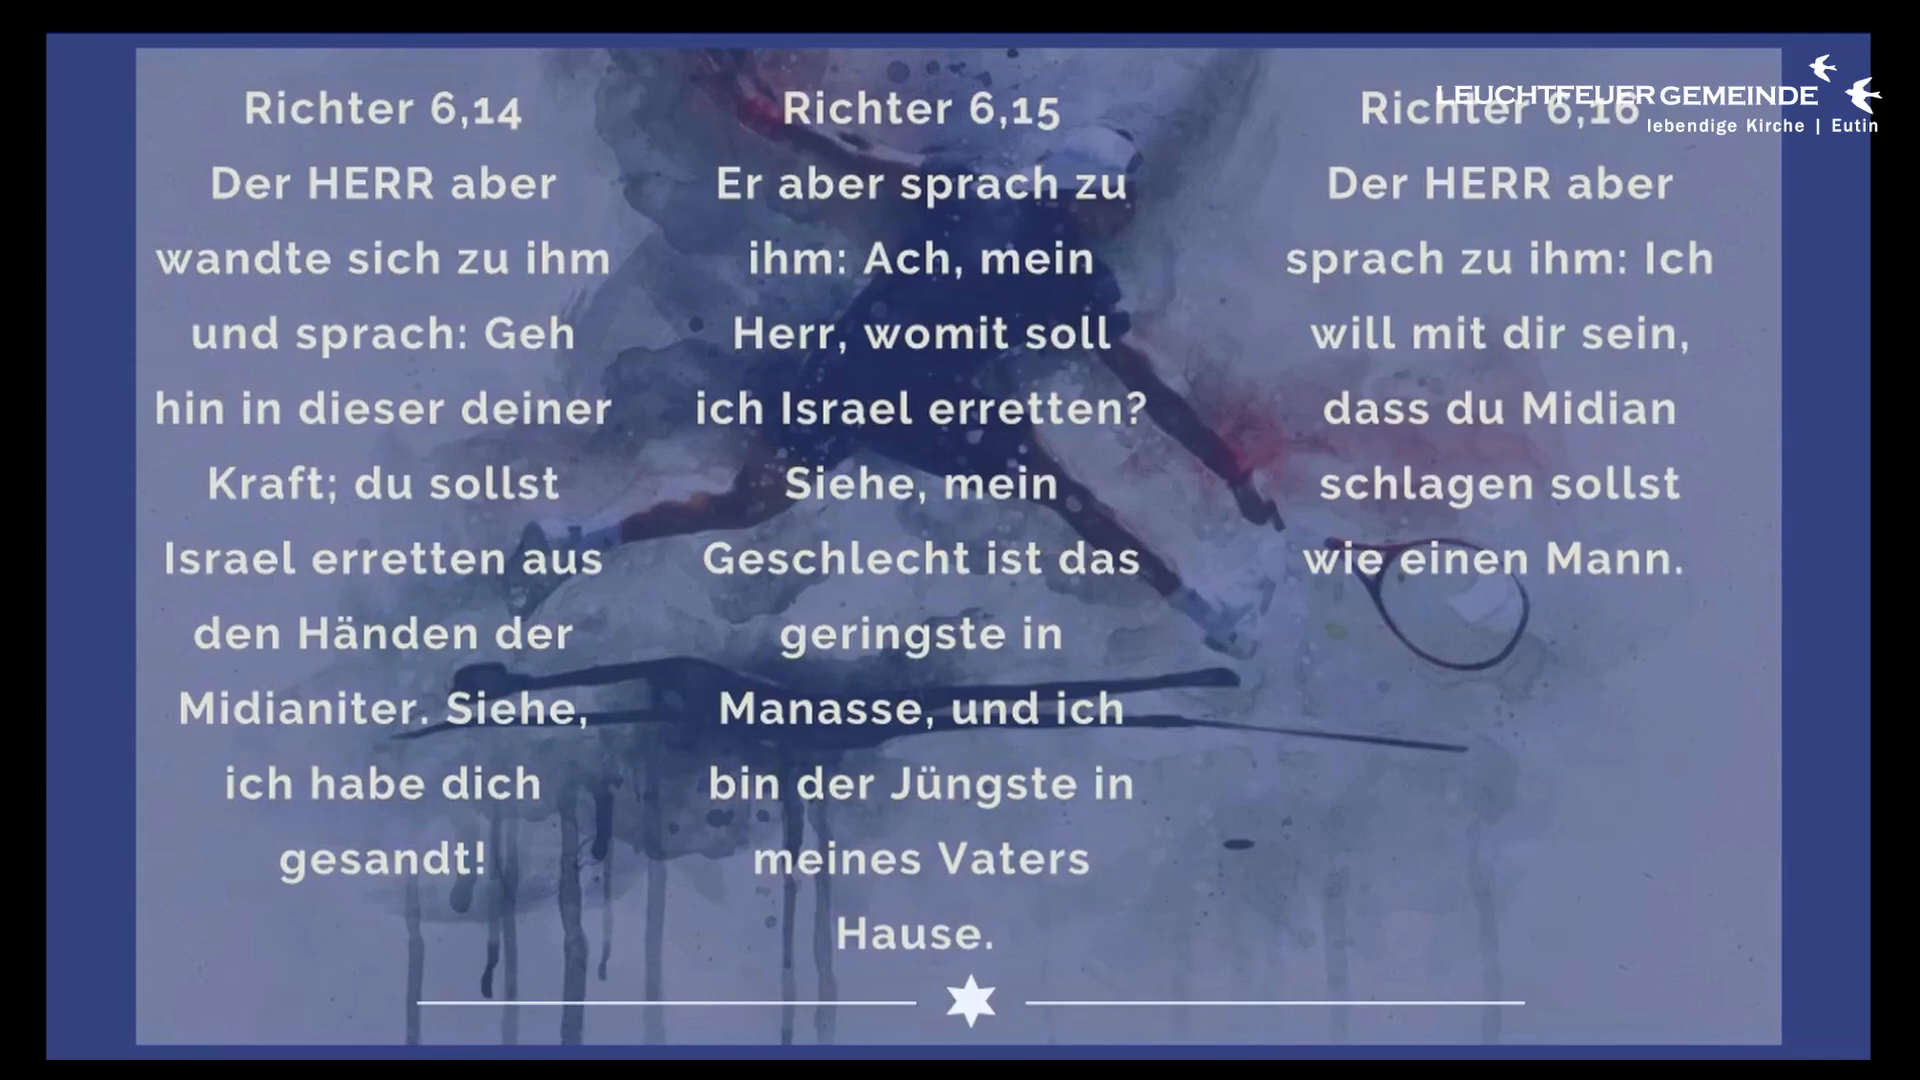 Richter 6,14
Der HERR aber
wandte sich zu ihm
und sprach: Geh
hin in dieser deiner
Kraft; du sollst
Israel erretten aus
den Händen der
Midianiter. Siehe,
ich habe dich
gesandt!
Richter 6,15
Er aber sprach zu
ihm: Ach, mein
Herr, womit soll
ich Israel erretten?
Siehe, mein
Geschlecht ist das
geringste in
Manasse, und ich
bin der Jüngste in
meines Vaters
Hause.
Richter 6,16
Der HERR aber
sprach zu ihm: Ich
will mit dir sein,
dass du Midian
schlagen sollst
wie einen Mann.
LEUCHTFEUER GEMEINDE
lebendige Kirche | Eutin